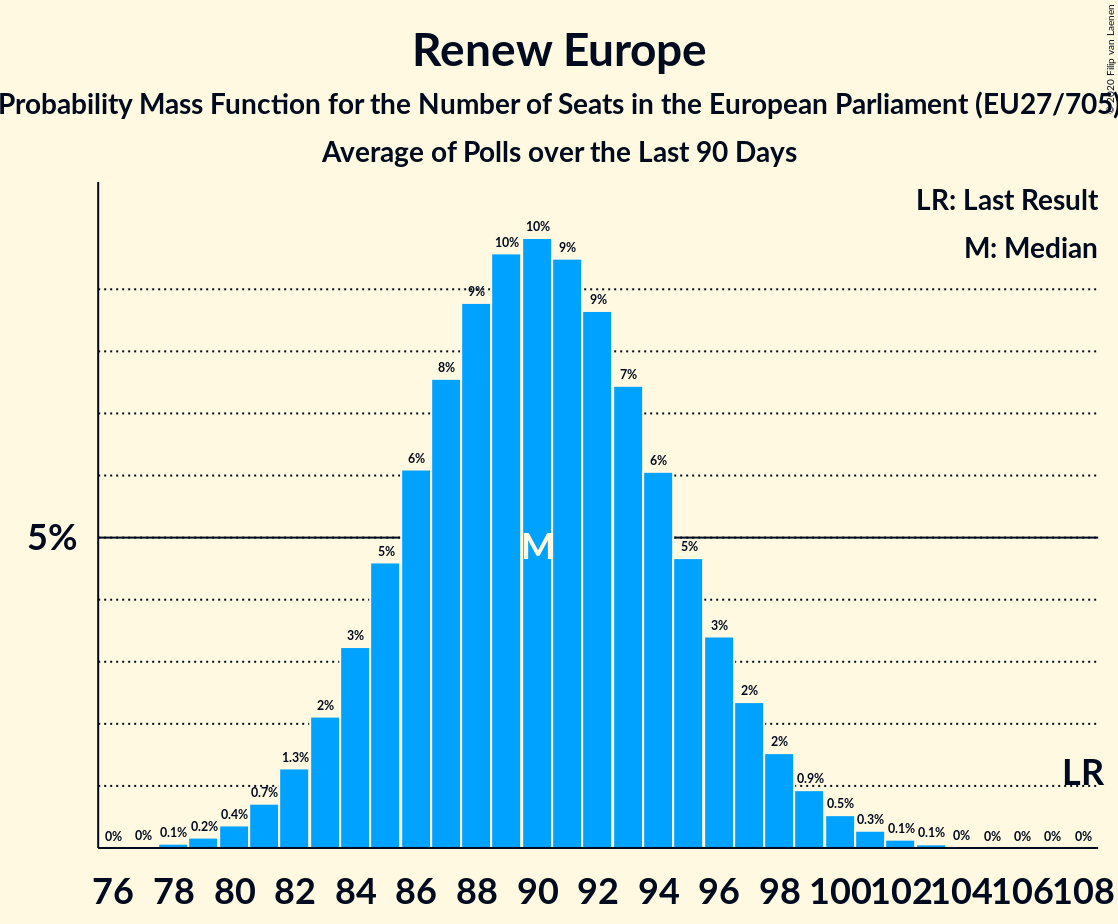 Renew Europe
Probability Mass Function for the Number of Seats in the European Parliament (EU27/705)
Average of Polls over the Last 90 Days
© 2020 Filip van Laenen
LR: Last Result
M: Median
5%
0% 0% 0.1% 0.2% 0.4% 0.7% 1.3% 2% 3% 5% 6% 8% 9% 10% 10% 9% 9% 7% 6% 5% 3% 2% 2% 0.9% 0.5% 0.3% 0.1% 0.1% 0% 0% 0% 0% 0%
M
LR
76 78 80 82 84 86 88 90 92 94 96 98 100 102 104 106 108